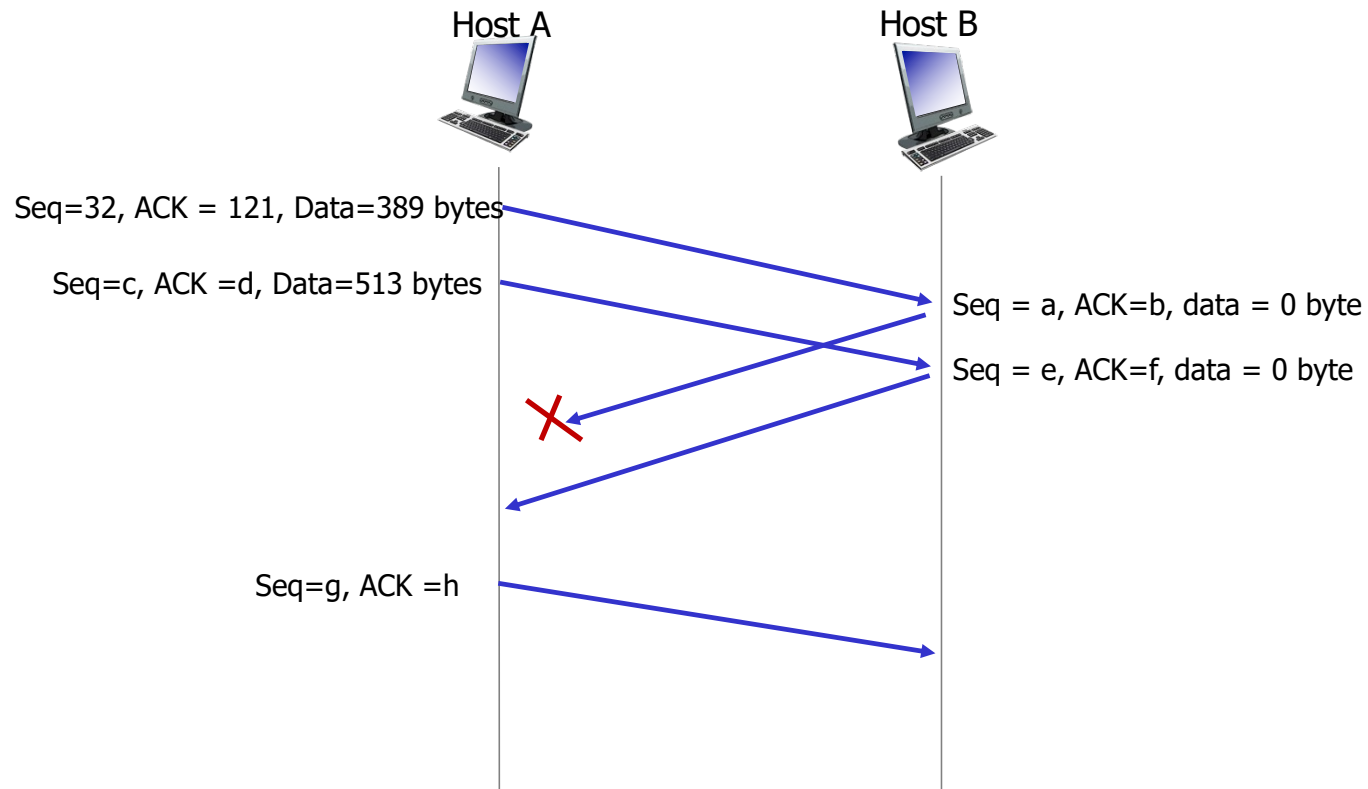 Host A
Host B
Seq=32, ACK = 121, Data=389 bytes
Seq=c, ACK =d, Data=513 bytes
Seq = a, ACK=b, data = 0 byte
Seq = e, ACK=f, data = 0 byte
Seq=g, ACK =h